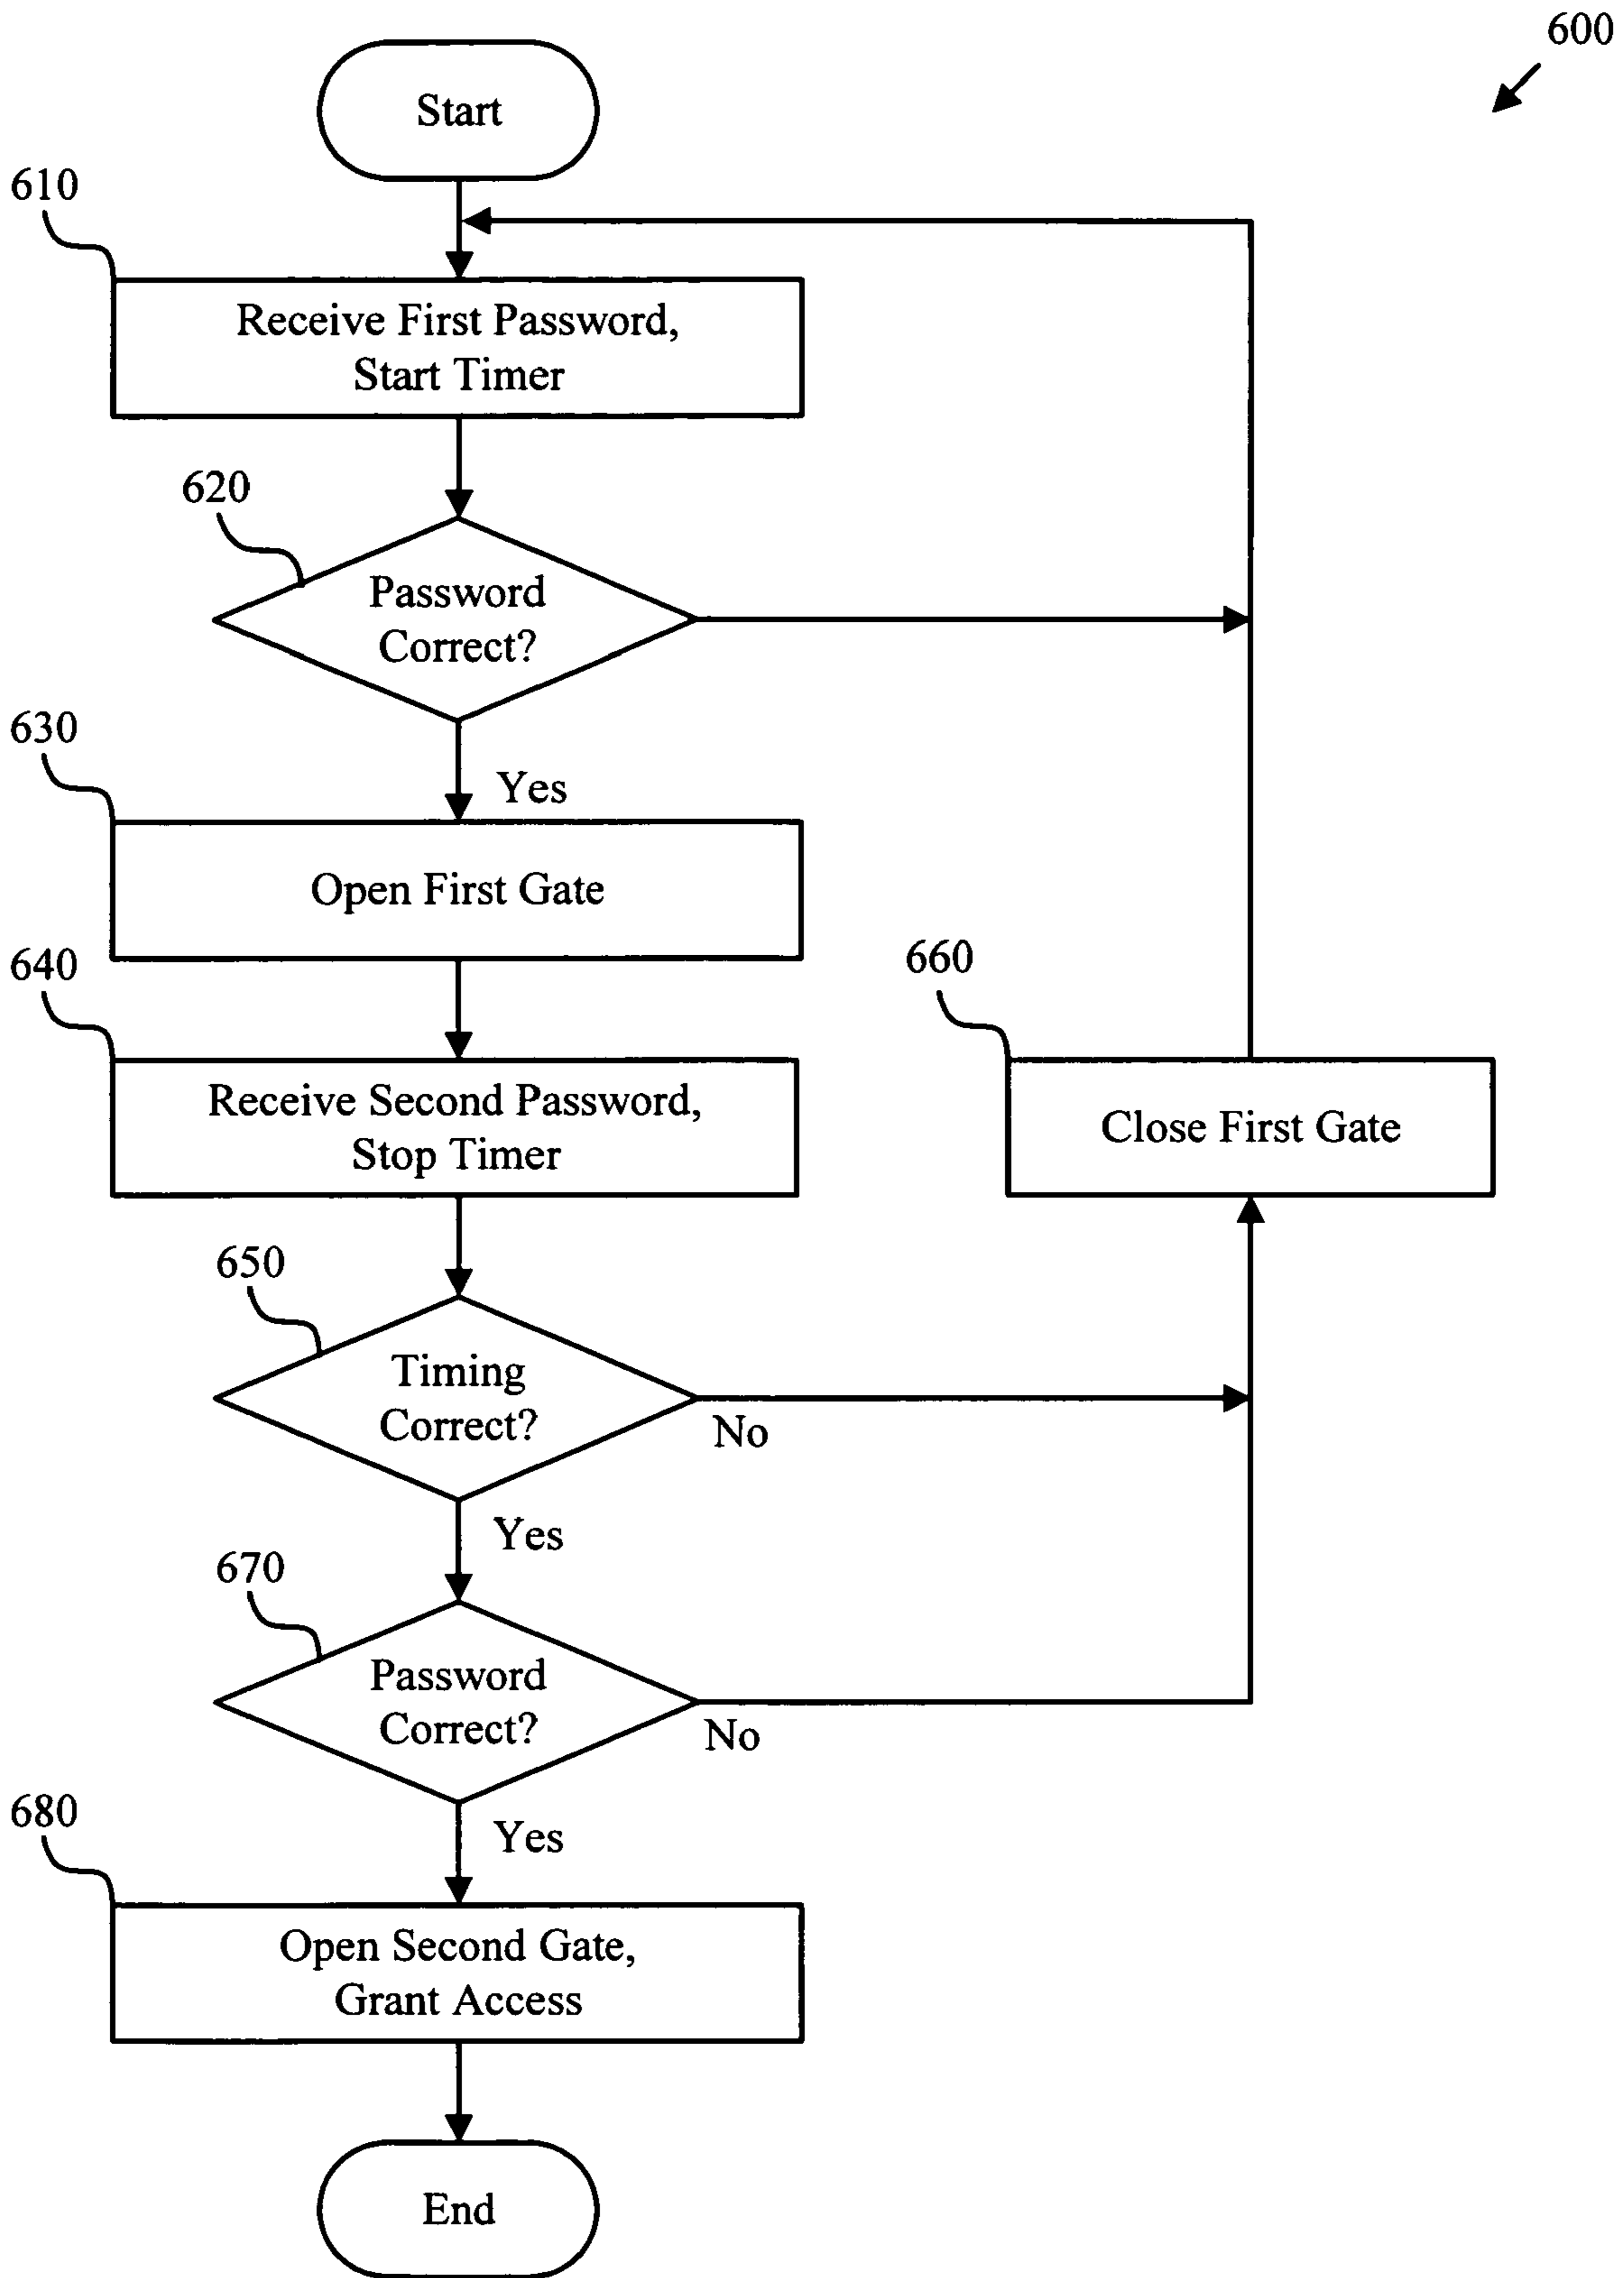 600
Start
610
Receive First Password,
Start Timer
620
Password
Correct?
630
Yes
Open First Gate
640
660
Receive Second Password,
Stop Timer
Close First Gate
650
Timing
Correct?
No
Yes
670
Password
Correct?
No
680
Yes
Open Second Gate,
Grant Access
End